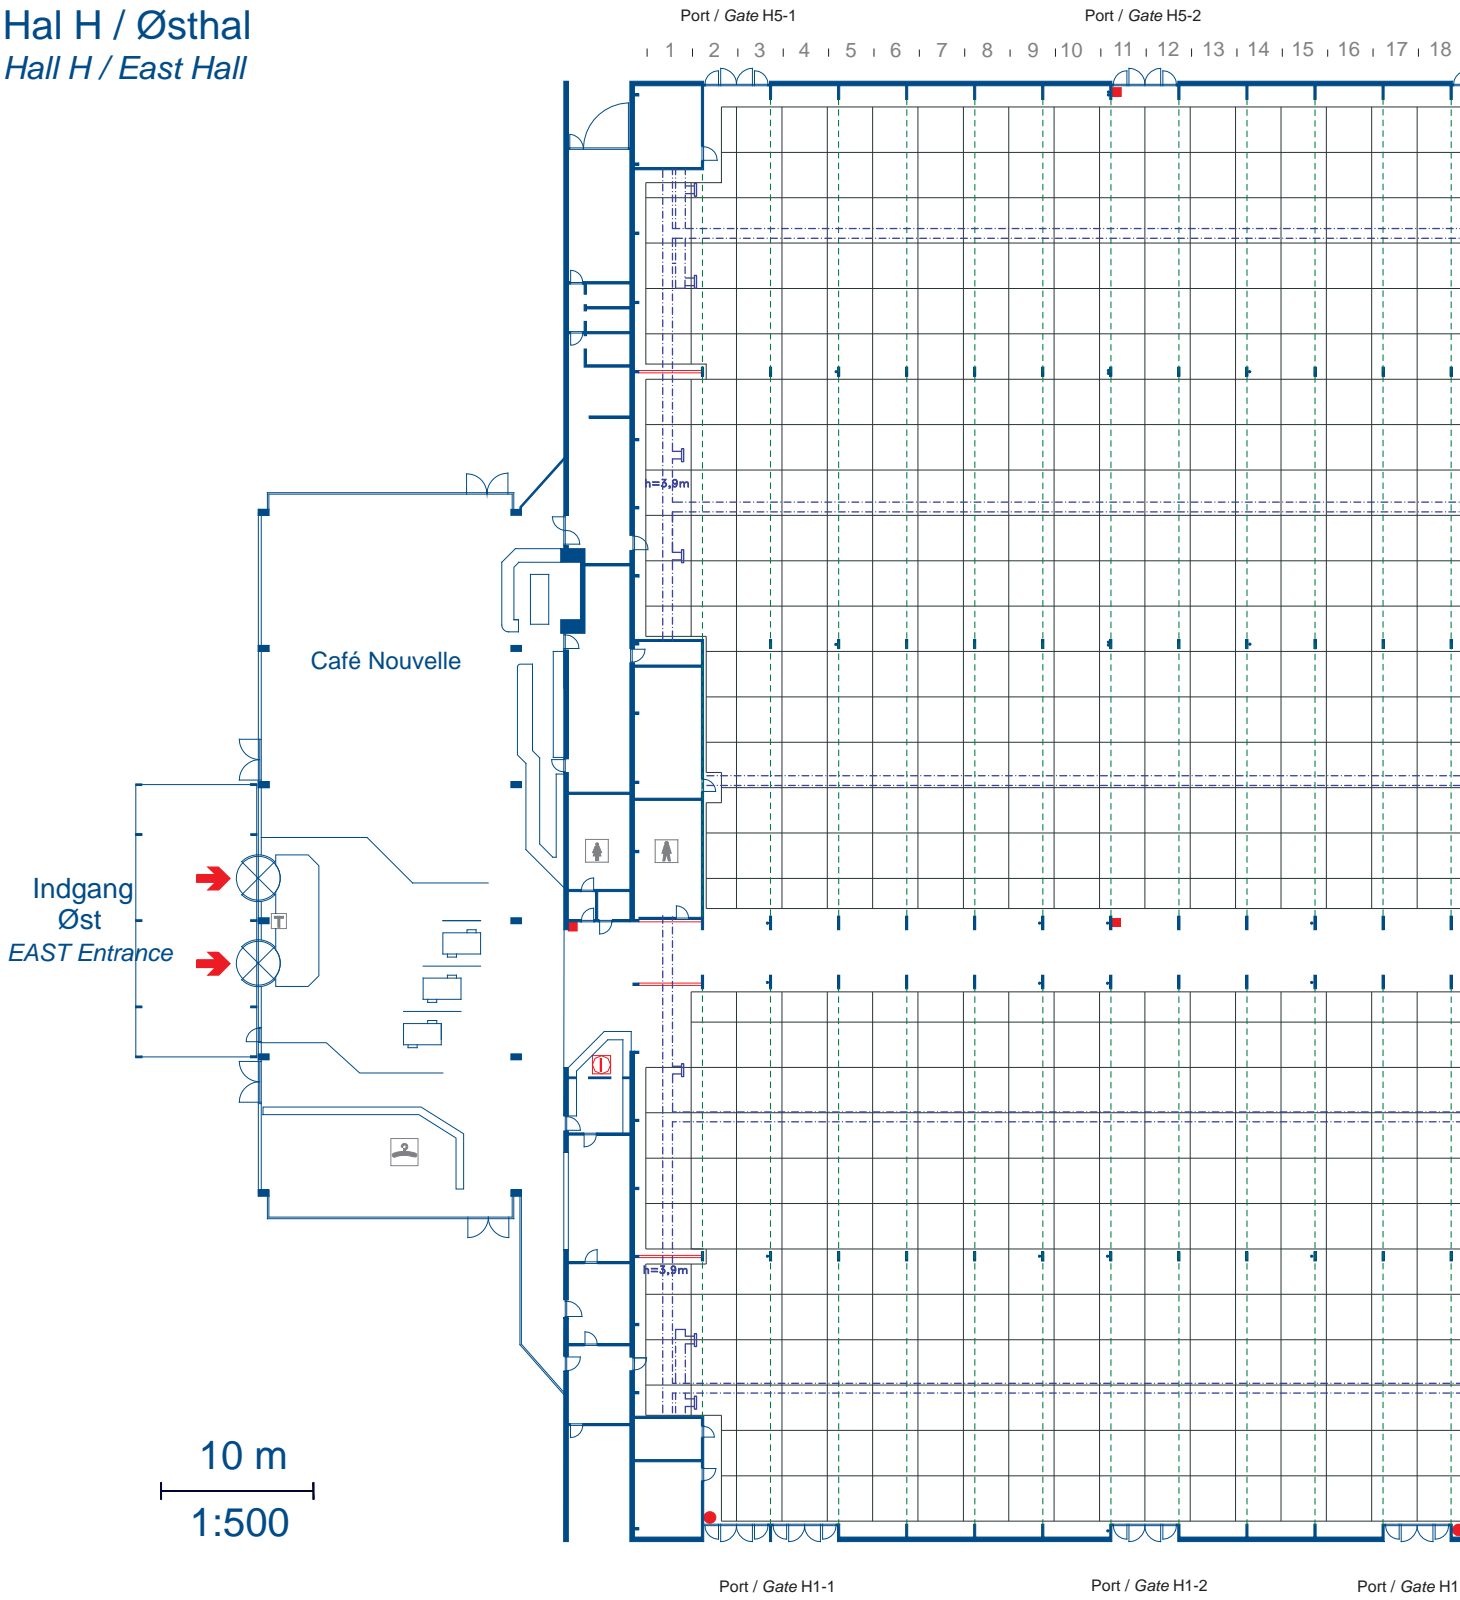 Hal H / Østhal
Hall H / East Hall
Port / Gate H5-1
Port / Gate H5-2
1 2 3 4 5 6 7 8 9 10 11 12 13 14 15 16 17 18
h=3,9m
Café Nouvelle
Indgang
Øst
EAST Entrance
T
h=3,9m
10 m
1:500
Port / Gate H1-1
Port / Gate H1-2
Port / Gate H1